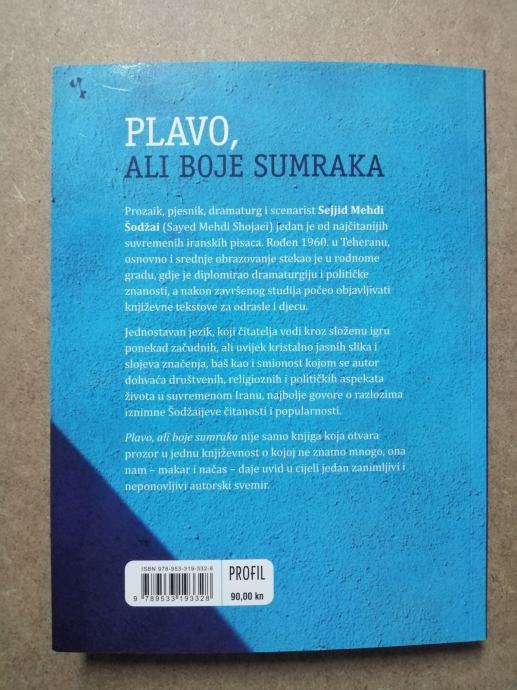 PLAVO,
ALI BOJE SUMRAKA
Prozaik, pjesnik, dramaturg i scenarist Sejjid Mehdi
Šodžai (Sayed Mehdi Shojaei) jedan je od najčitanijih
suvremenih iranskih pisaca. Rođen 1960. u Teheranu,
osnovno i srednje obrazovanje stekao je u rodnome
gradu, gdje je diplomirao dramaturgiju i političke
znanosti, a nakon završenog studija počeo objavljivati
književne tekstove za odrasle i djecu.
Jednostavan jezik, koji čitatelja vodi kroz složenu igru
ponekad začudnih, ali uvijek kristalno jasnih slika i
slojeva značenja, baš kao i smionost kojom se autor
dohvaća društvenih, religioznih i političkih aspekata
života u suvremenom Iranu, najbolje govore o razlozima
iznimne Šodžaijeve čitanosti i popularnosti.
Plavo, ali boje sumraka nije samo knjiga koja otvara
prozor u jednu književnost o kojoj ne znamo mnogo, ona
nam – makar i načas – daje uvid u cijeli jedan zanimljivi i
neponovljivi autorski svemir.
ISBN 978-953-319-332-8
9 789533 193328
PROFIL
90,00 kn